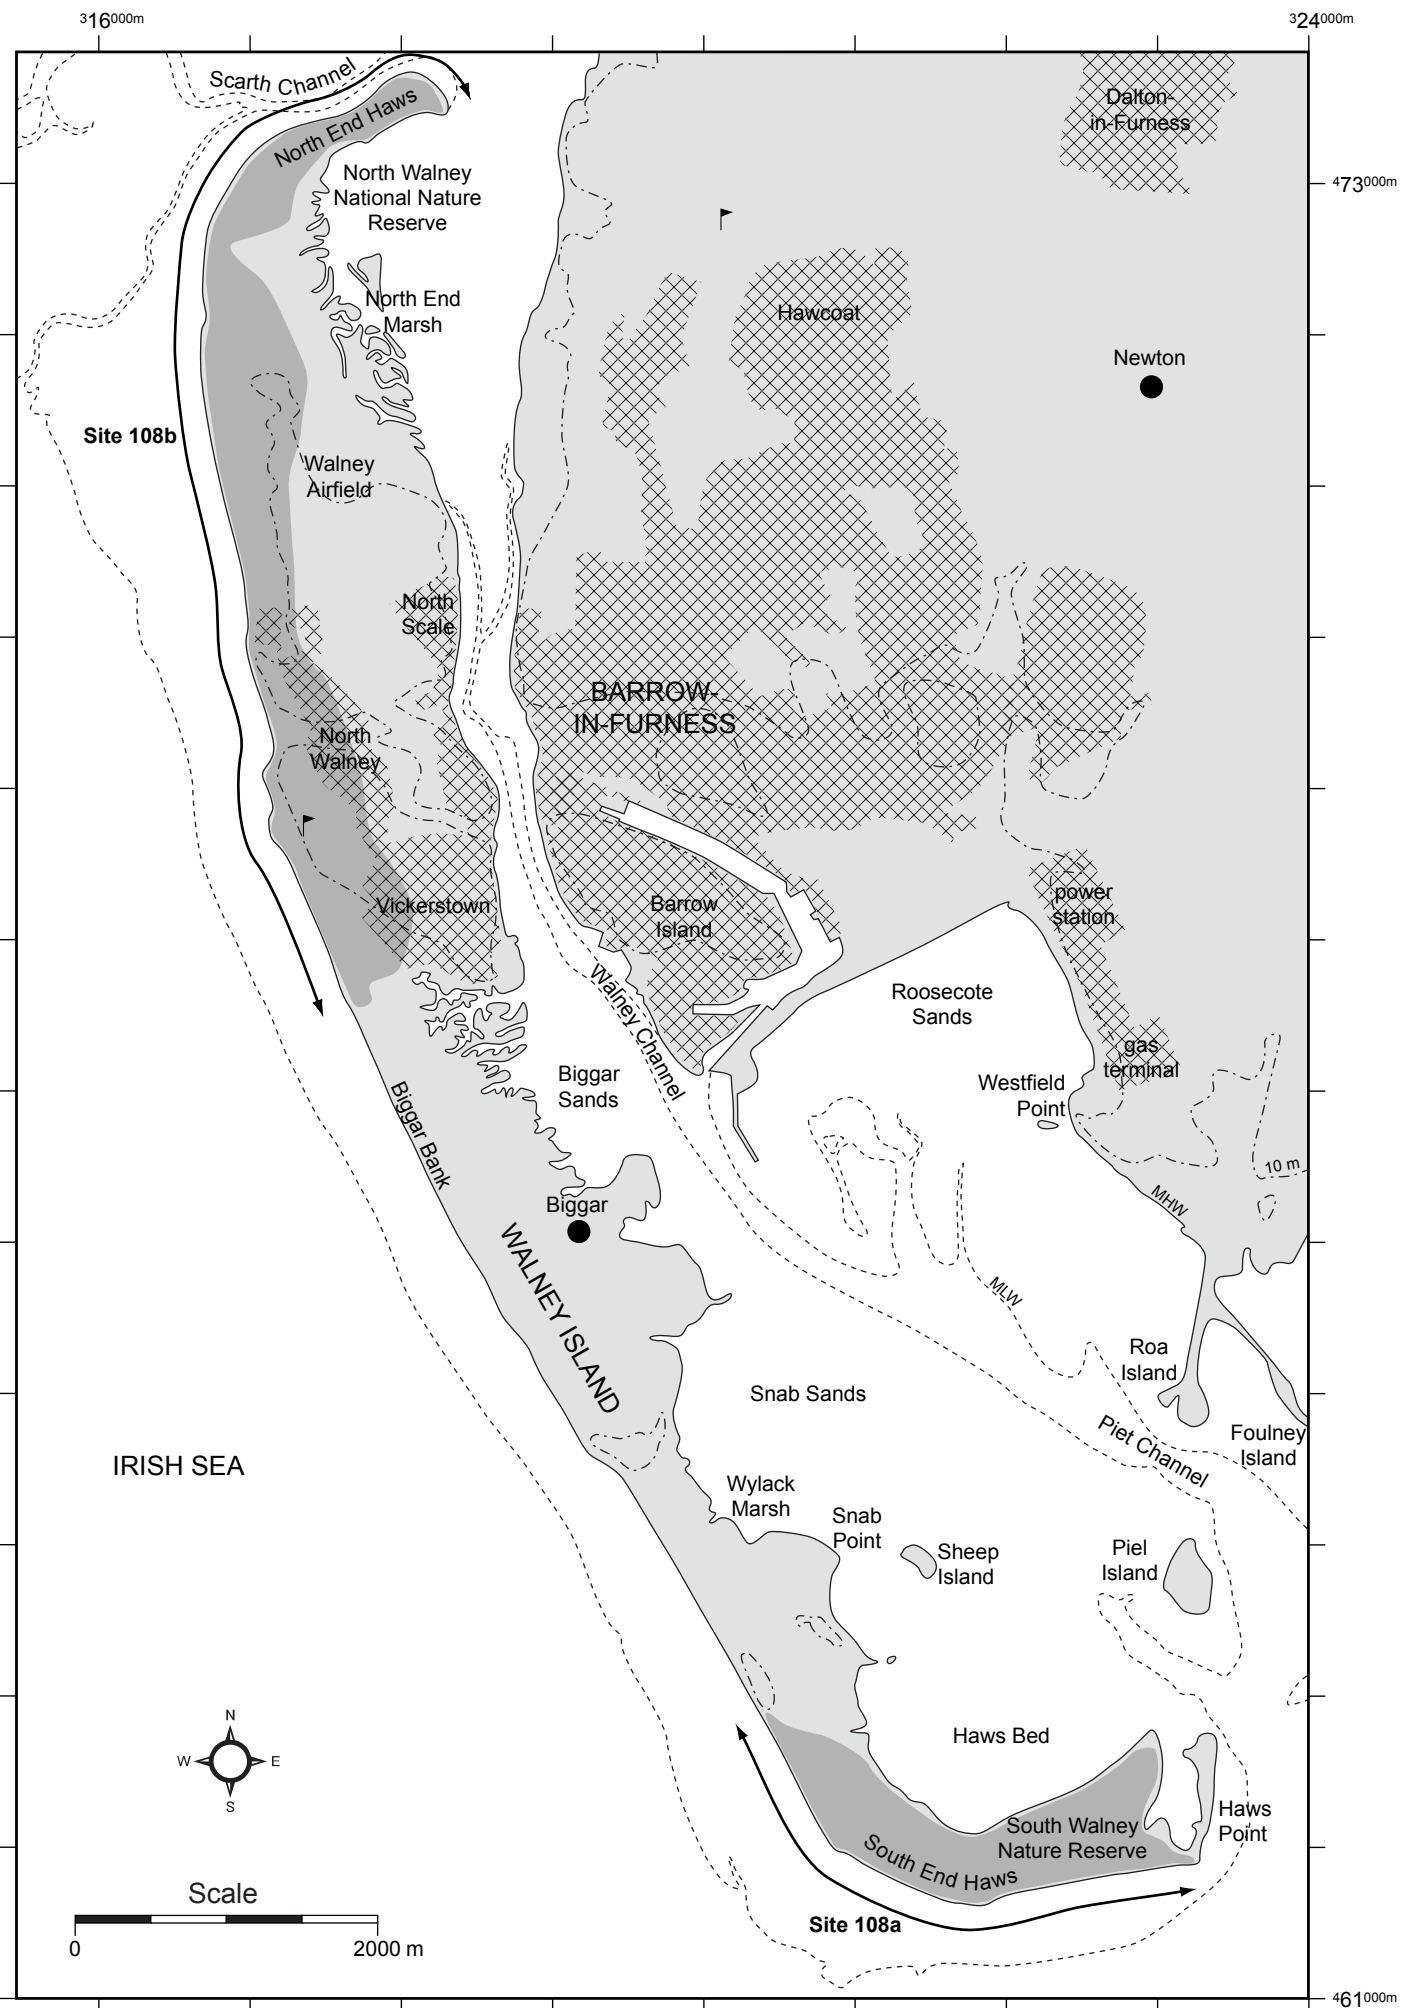 316000m
324000m
Scarth Channel
North End Haws
Dalton-
in-Furness
North Walney
National Nature
Reserve
473000m
North End
Marsh
Hawcoat
Newton
Site 108b
Walney
Airfield
North
Scale
BARROW-
IN-FURNESS
North
Walney
Vickerstown
Barrow
Island
power
station
Walney Channel
Roosecote
Sands
gas
terminal
Biggar
Sands
Westfield
Point
Biggar Bank
10 m
MHW
Biggar
WALNEY ISLAND
MLW
Roa
Island
Snab Sands
Piet Channel
Foulney
Island
IRISH SEA
Wylack
Marsh
Snab
Point
Sheep
Island
Piel
Island
N
W
E
S
Haws Bed
South Walney
Nature Reserve
Haws
Point
South End Haws
Scale
Site 108a
0
2000 m
461000m